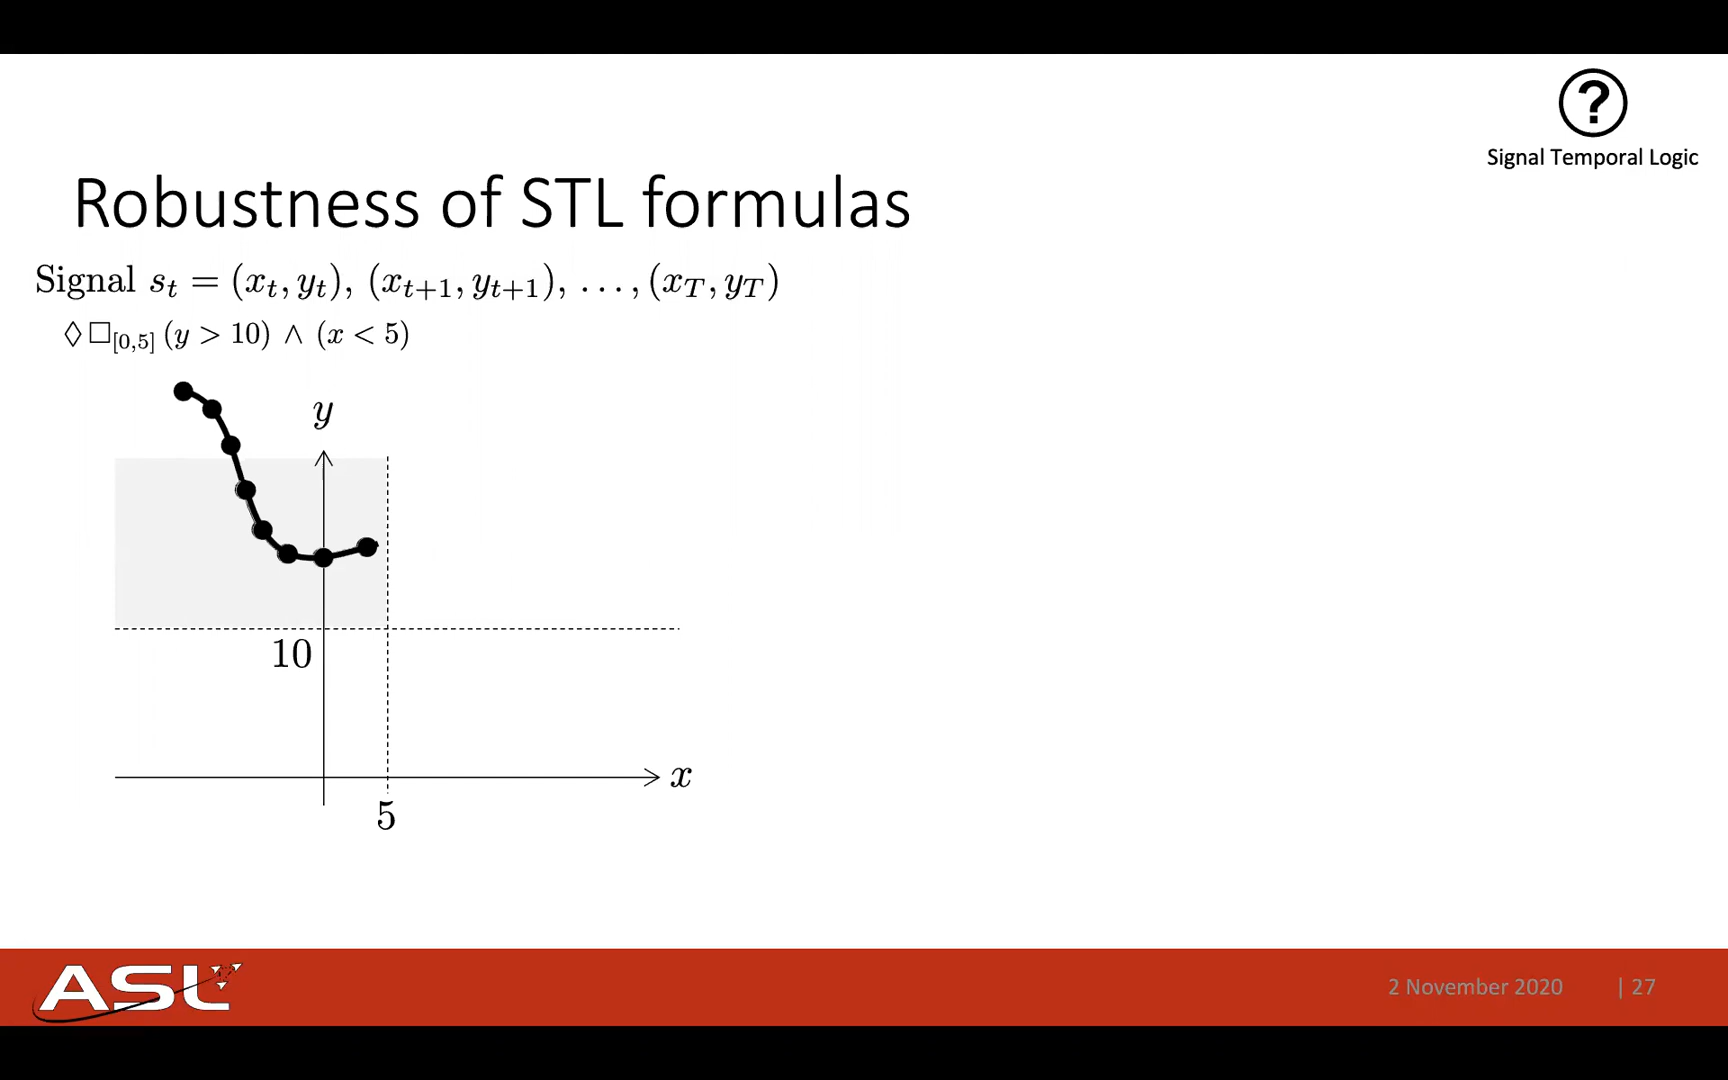 Signal Temporal Logic
Robustness of STL formulas
Signal s_t = (x_t, y_t), (x_{t+1}, y_{t+1}), ..., (x_T, y_T)
◊□_{[0,5]} (y > 10) ∧ (x < 5)
y
10
x
5
ASL
2 November 2020 | 27